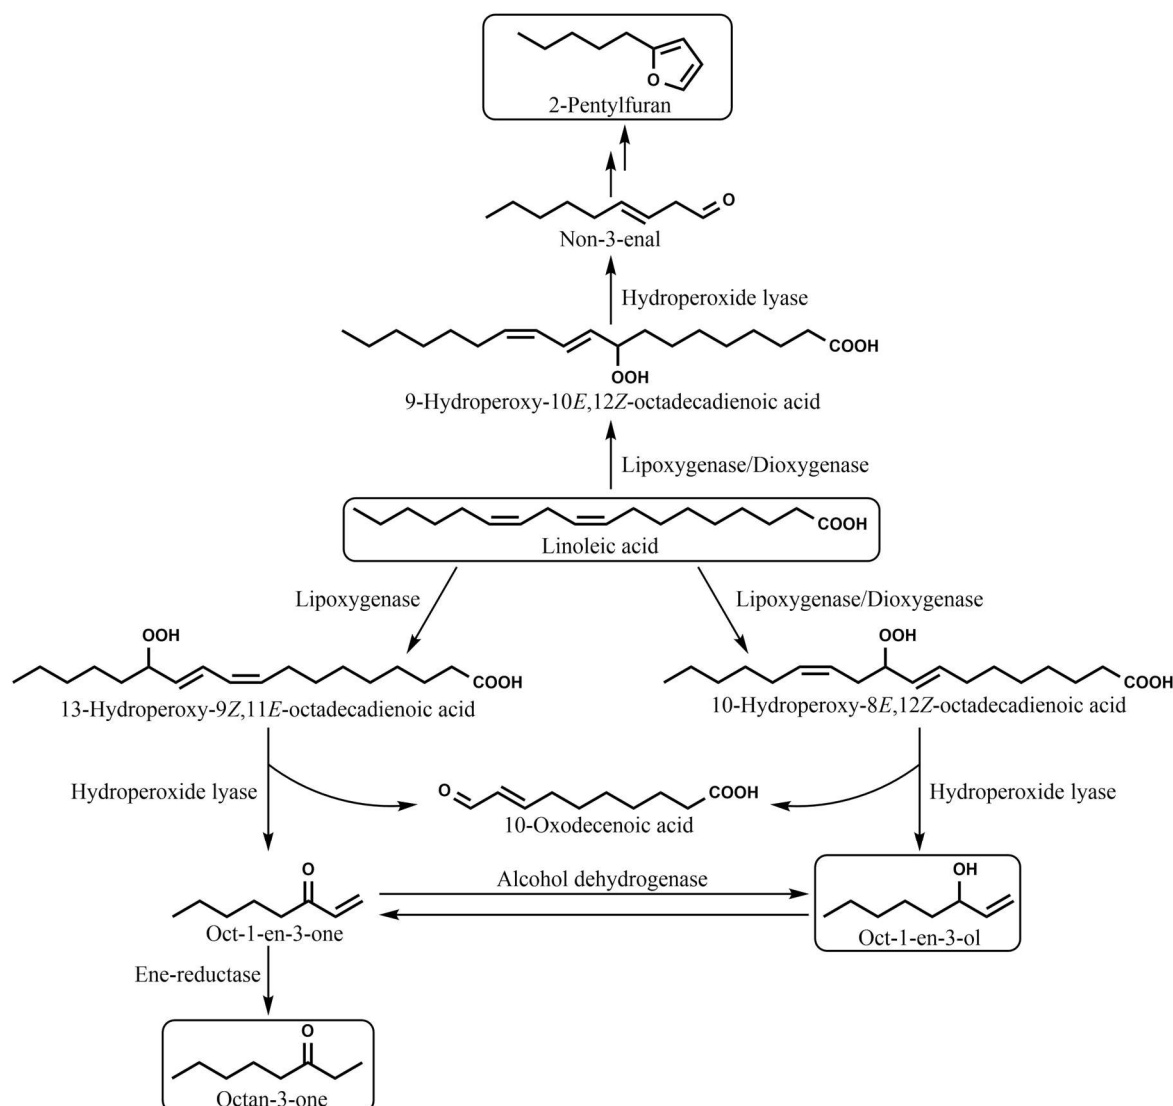 O
2-Pentylfuran
O
Non-3-enal
Hydroperoxide lyase
COOH
OOH
9-Hydroperoxy-10E,12Z-octadecadienoic acid
Lipoxygenase/Dioxygenase
COOH
Linoleic acid
Lipoxygenase
Lipoxygenase/Dioxygenase
OOH
OOH
COOH
COOH
13-Hydroperoxy-9Z,11E-octadecadienoic acid
10-Hydroperoxy-8E,12Z-octadecadienoic acid
Hydroperoxide lyase
O
COOH
Hydroperoxide lyase
10-Oxodecenoic acid
O
Alcohol dehydrogenase
OH
Oct-1-en-3-one
Oct-1-en-3-ol
Ene-reductase
O
Octan-3-one